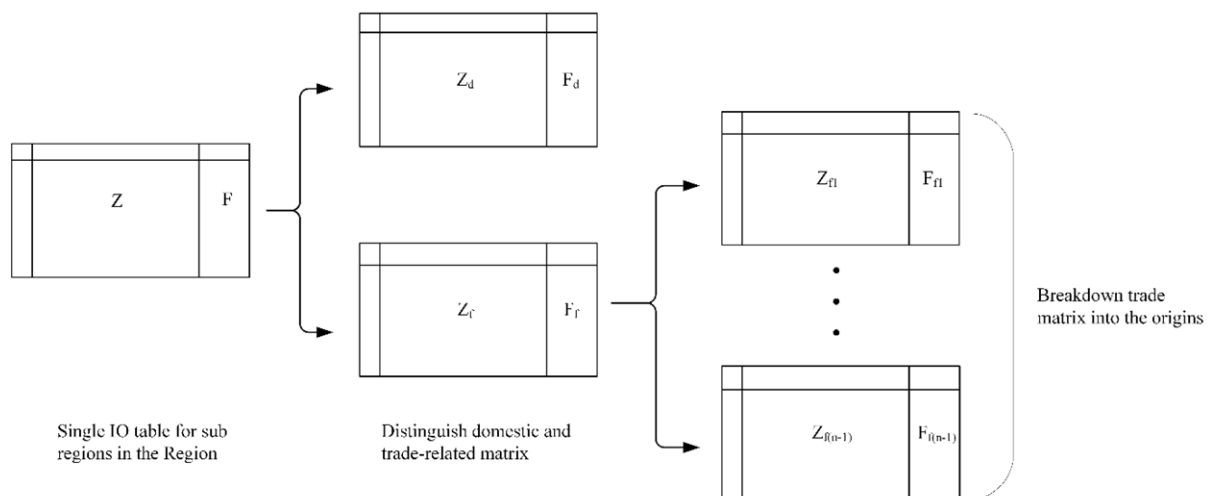 Z F
Z_d F_d
Z_f F_f
Z_f1 F_f1
Z_f(n-1) F_f(n-1)
Single IO table for sub
regions in the Region
Distinguish domestic and
trade-related matrix
Breakdown trade
matrix into the origins